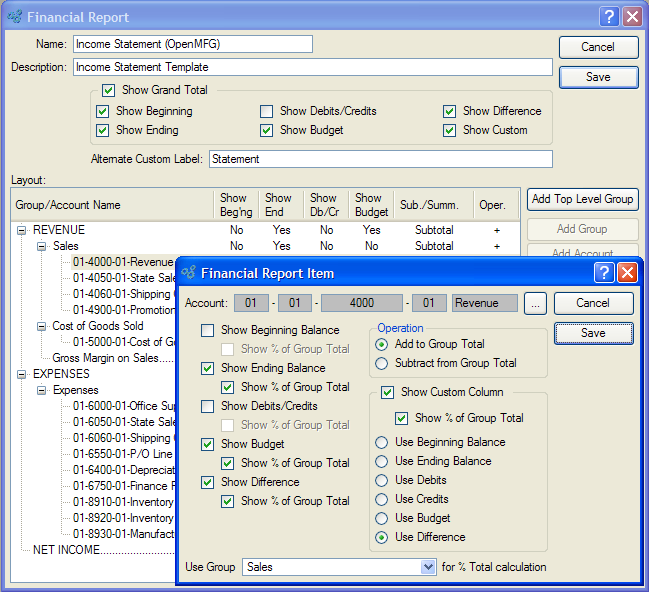 Financial Report
Name: Income Statement (OpenMFG)
Cancel
Description: Income Statement Template
Save
Show Grand Total
Show Beginning Show Debits/Credits Show Difference
Show Ending Show Budget Show Custom
Alternate Custom Label: Statement
Layout:
Group/Account Name Show Beg'ng Show End Show Db/Cr Show Budget Sub./Summ. Oper.
Add Top Level Group
REVENUE No Yes No Yes Subtotal +
Add Group
Sales No Yes No No Subtotal +
Add Account
01-4000-01-Revenue
01-4050-01-State Sale
01-4060-01-Shipping
01-4900-01-Promotion
Cost of Goods Sold
01-5000-01-Cost of G
Gross Margin on Sales.....
EXPENSES
Expenses
01-6000-01-Office Sup
01-6050-01-State Sale
01-6060-01-Shipping
01-6550-01-P/O Line
01-6400-01-Depreciat
01-6750-01-Finance
01-8910-01-Inventory
01-8920-01-Inventory
01-8930-01-Manufact
NET INCOME.....................
Financial Report Item
Account: 01 - 01 - 4000 - 01 Revenue ... Cancel
Save
Show Beginning Balance
Show % of Group Total
Show Ending Balance
Show % of Group Total
Show Debits/Credits
Show % of Group Total
Show Budget
Show % of Group Total
Show Difference
Show % of Group Total
Operation
Add to Group Total
Subtract from Group Total
Show Custom Column
Show % of Group Total
Use Beginning Balance
Use Ending Balance
Use Debits
Use Credits
Use Budget
Use Difference
Use Group Sales for % Total calculation